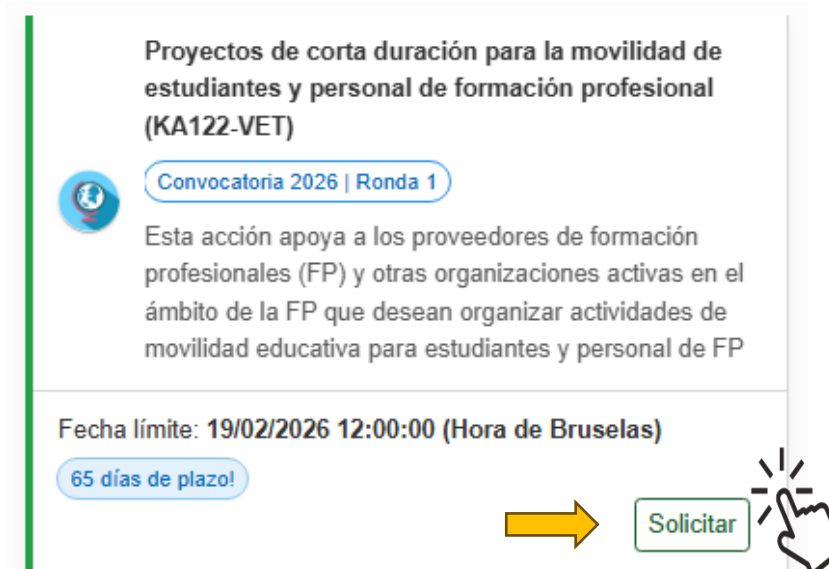 Proyectos de corta duración para la movilidad de
estudiantes y personal de formación profesional
(KA122-VET)
Convocatoria 2026 | Ronda 1
Esta acción apoya a los proveedores de formación
profesionales (FP) y otras organizaciones activas en el
ámbito de la FP que desean organizar actividades de
movilidad educativa para estudiantes y personal de FP
Fecha límite: 19/02/2026 12:00:00 (Hora de Bruselas)
65 días de plazo!
Solicitar